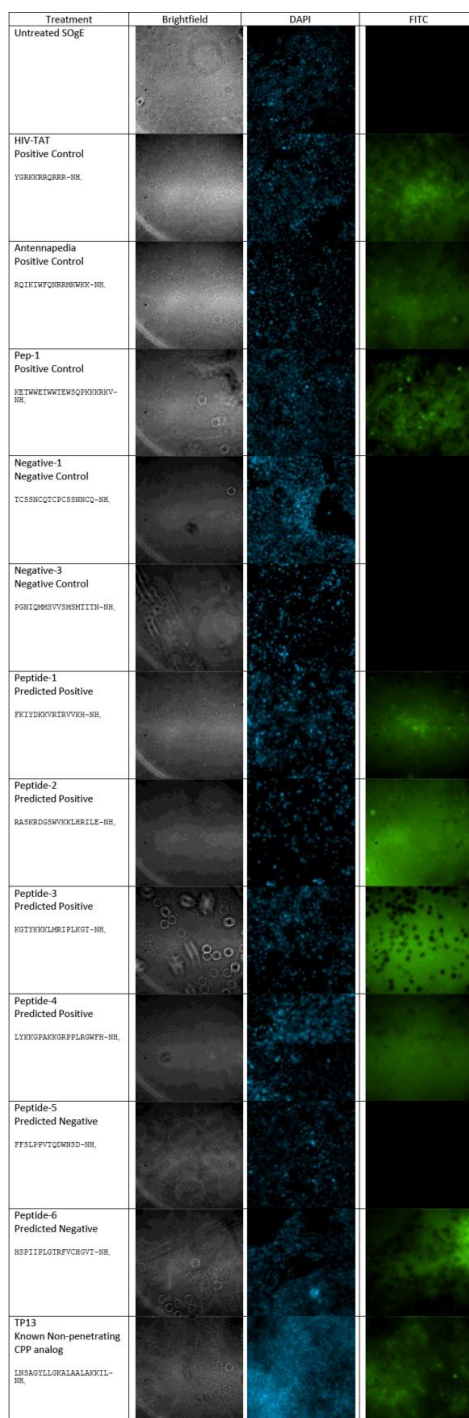 Treatment Brightfield DAPI FITC
Untreated SOgE
HIV-TAT
Positive Control
YGRKKRRQRRR-NH₂
Antennapedia
Positive Control
RQIKIWFQNRRMKWKK-NH₂
Pep-1
Positive Control
KETWWETWWTEWSQPKKKRKV-
NH₂
Negative-1
Negative Control
TCSSNCQTCPCSSNNCQ-NH₂
Negative-3
Negative Control
PGNIQMMSVVSMSMTITN-NH₂
Peptide-1
Predicted Positive
FKIYDKKVRTRVVKH-NH₂
Peptide-2
Predicted Positive
RASKRDGSWVKKLHRILE-NH₂
Peptide-3
Predicted Positive
KGTYKKKLMRIPLKGT-NH₂
Peptide-4
Predicted Positive
LYKKGPAKKGRPPLRGWFH-NH₂
Peptide-5
Predicted Negative
FFSLPPVTQDWNSD-NH₂
Peptide-6
Predicted Negative
HSPIIPLGTRFVCHGVT-NH₂
TP13
Known Non-penetrating
CPP analog
LNSAGYLLGKALAALAKKIL-
NH₂